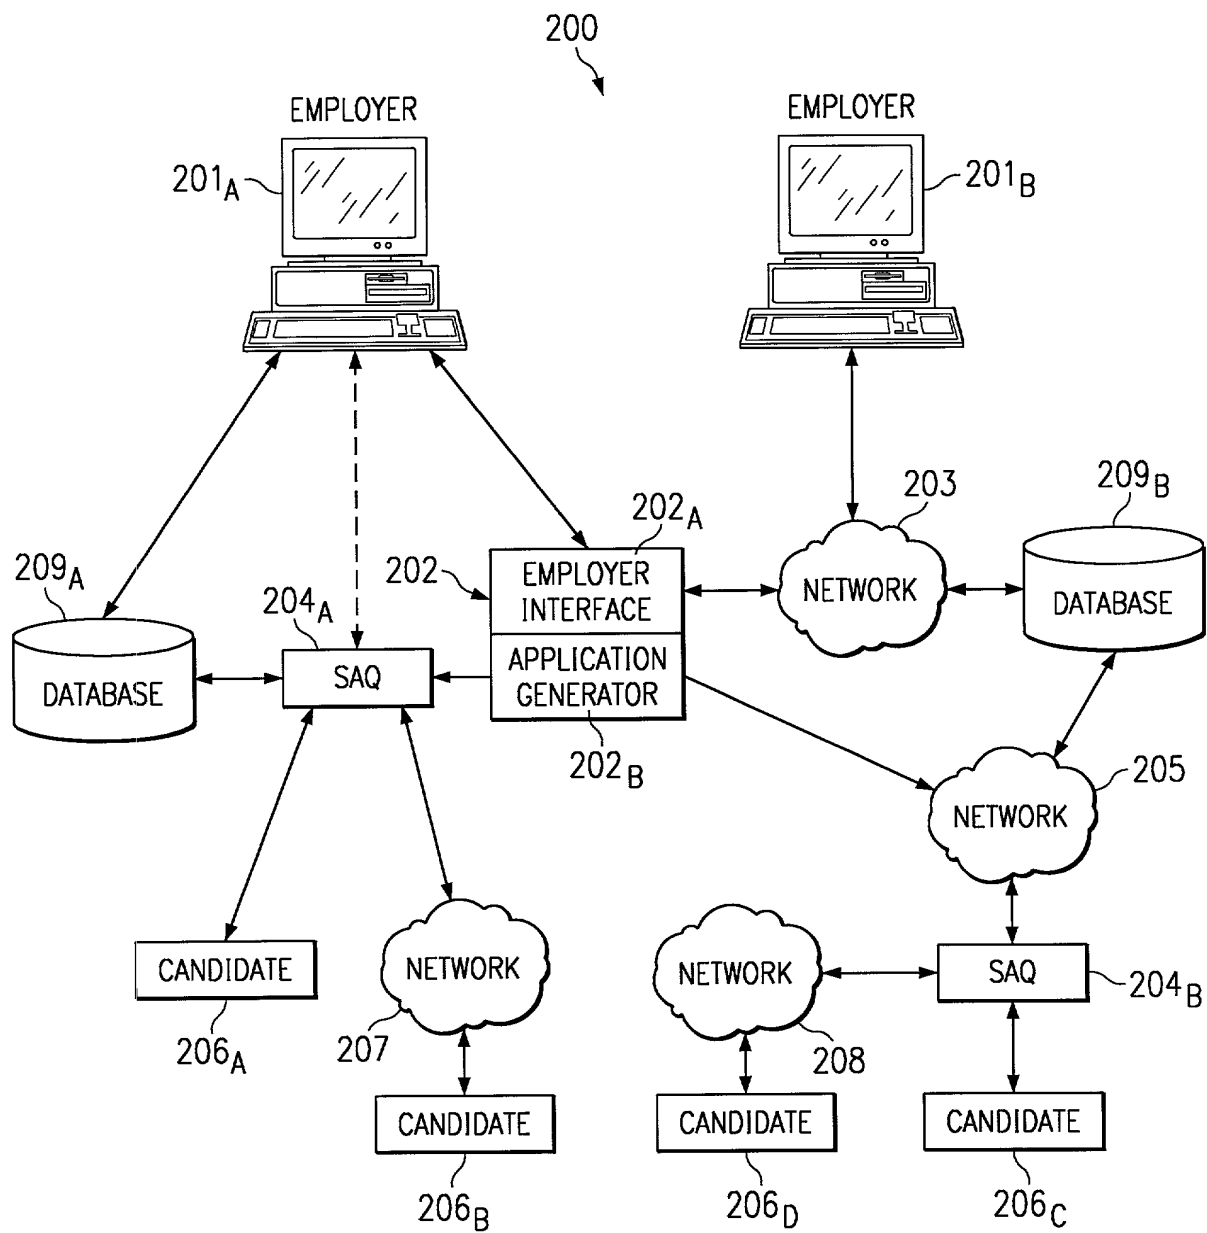 200
EMPLOYER
EMPLOYER
201A
201B
203
209B
202A
209A
204A
202
EMPLOYER
INTERFACE
NETWORK
DATABASE
DATABASE
SAQ
APPLICATION
GENERATOR
202B
205
NETWORK
CANDIDATE
NETWORK
NETWORK
SAQ
204B
206A
207
208
CANDIDATE
CANDIDATE
CANDIDATE
206B
206D
206C